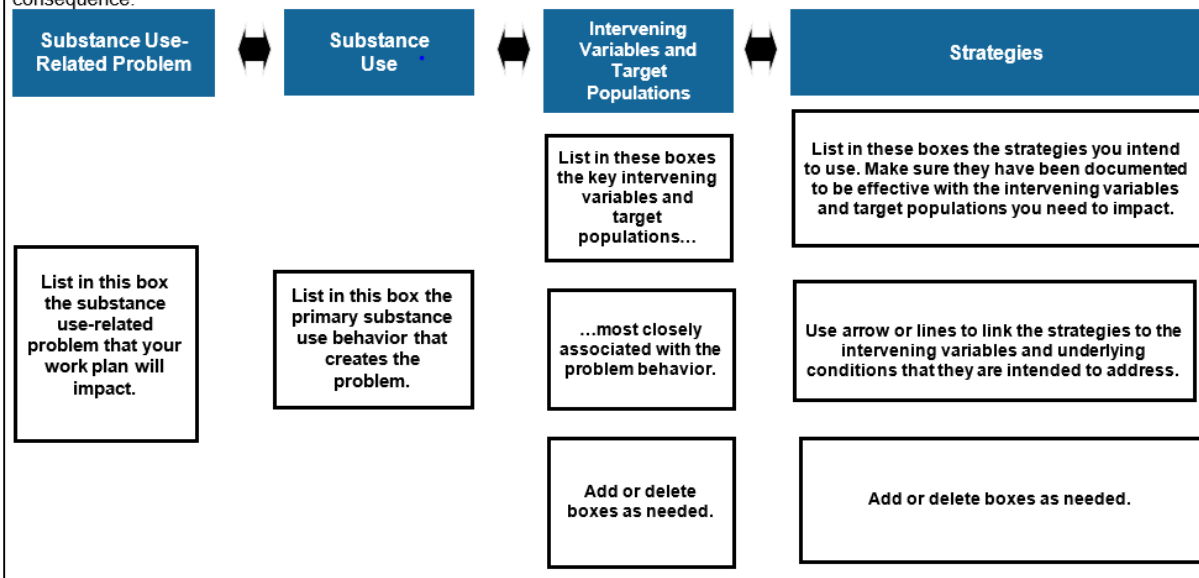 consequence.
Substance Use-
Related Problem
Substance
Use
Intervening
Variables and
Target
Populations
Strategies
List in this box
the substance
use-related
problem that your
work plan will
impact.
List in this box the
primary substance
use behavior that
creates the
problem.
List in these boxes
the key intervening
variables and
target
populations…
…most closely
associated with the
problem behavior.
Add or delete
boxes as needed.
List in these boxes the strategies you intend
to use. Make sure they have been documented
to be effective with the intervening variables
and target populations you need to impact.
Use arrow or lines to link the strategies to the
intervening variables and underlying
conditions that they are intended to address.
Add or delete boxes as needed.